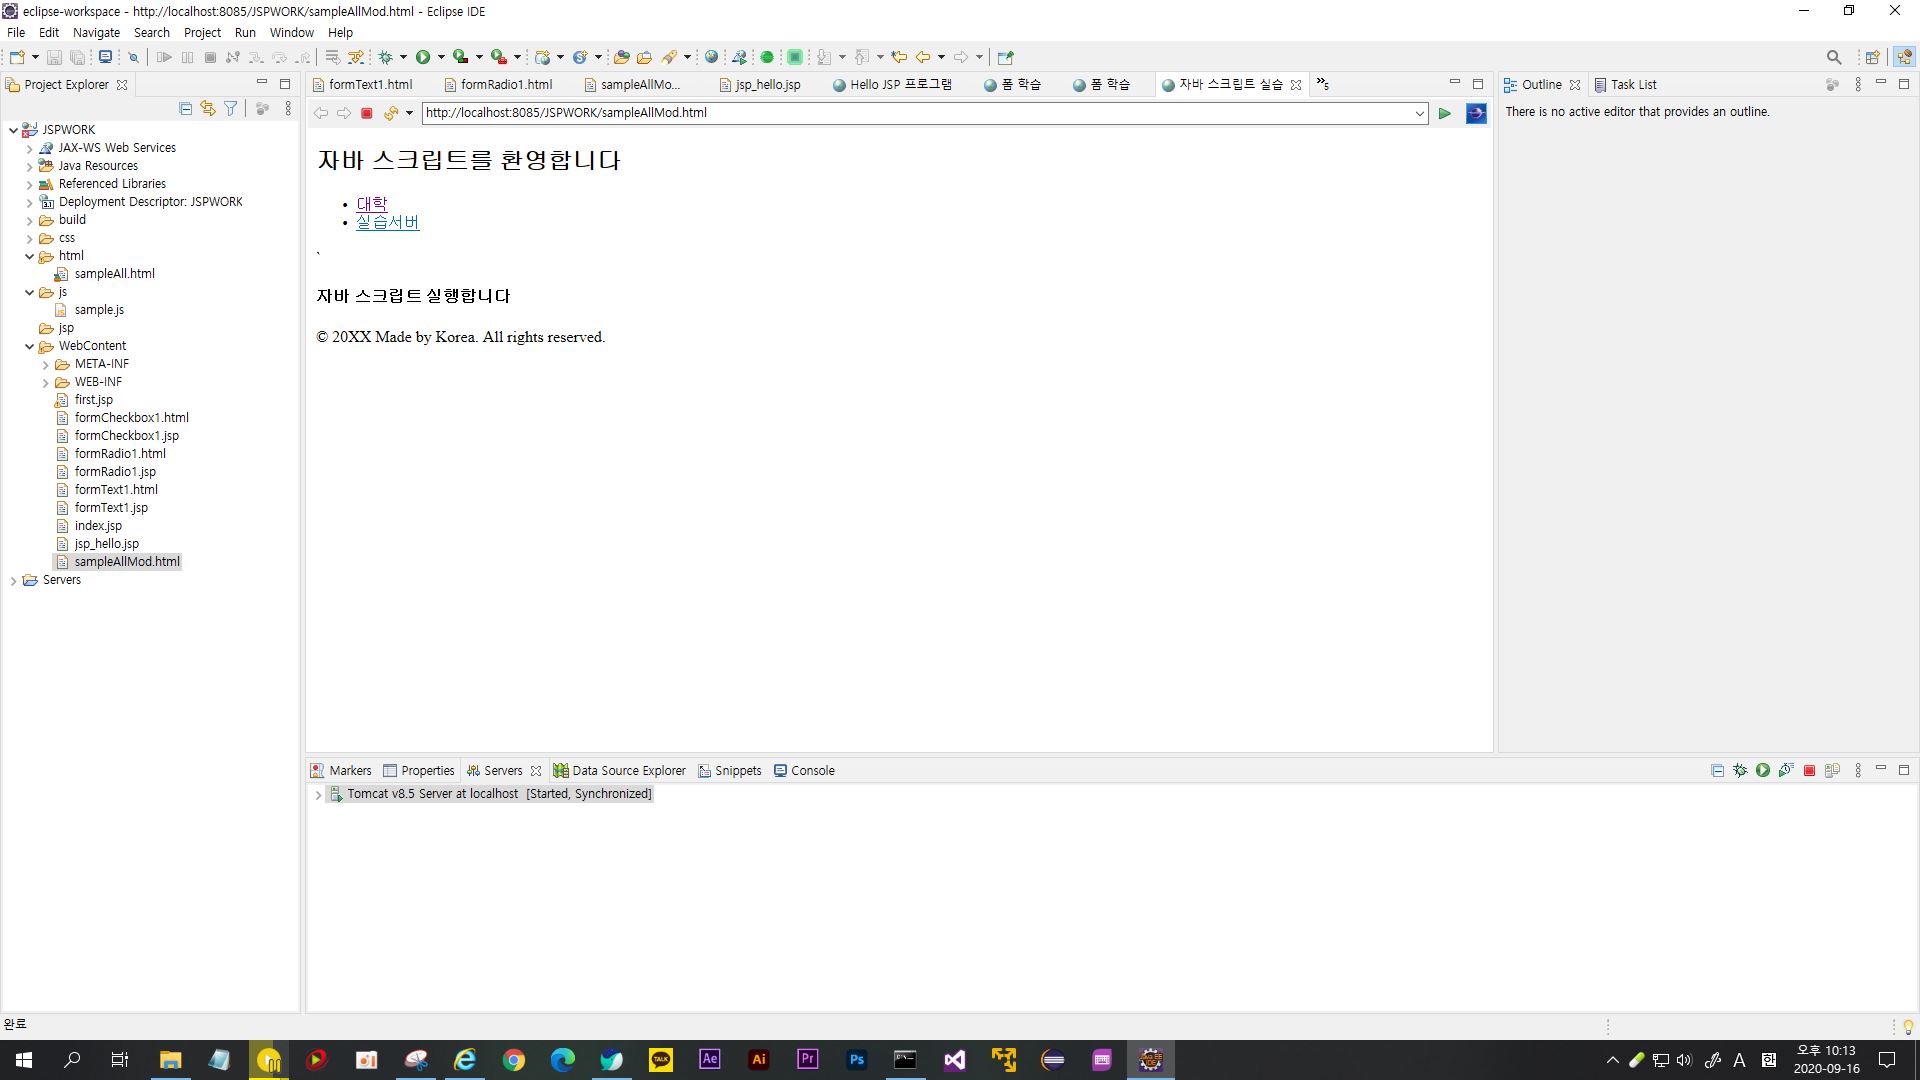 eclipse-workspace - http://localhost:8085/JSPWORK/sampleAllMod.html - Eclipse IDE
File Edit Navigate Search Project Run Window Help
Project Explorer
JSPWORK
JAX-WS Web Services
Java Resources
Referenced Libraries
3.1 Deployment Descriptor: JSPWORK
build
css
html
sampleAll.html
js
sample.js
jsp
WebContent
META-INF
WEB-INF
first.jsp
formCheckbox1.html
formCheckbox1.jsp
formRadio1.html
formRadio1.jsp
formText1.html
formText1.jsp
index.jsp
jsp_hello.jsp
sampleAllMod.html
Servers
formText1.html formRadio1.html sampleAllMo... jsp_hello.jsp Hello JSP 프로그램 폼 학습 폼 학습 자바 스크립트 실습 »5
http://localhost:8085/JSPWORK/sampleAllMod.html
자바 스크립트를 환영합니다
• 대학
• 실습서버
`
자바 스크립트 실행합니다
© 20XX Made by Korea. All rights reserved.
Outline Task List
There is no active editor that provides an outline.
Markers Properties Servers Data Source Explorer Snippets Console
Tomcat v8.5 Server at localhost [Started, Synchronized]
완료
TALK Ae Ai Pr Ps
A 한 오후 10:13
2020-09-16